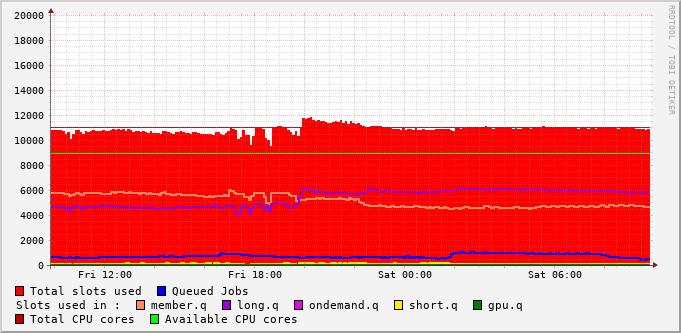 20000
18000
16000
14000
12000
10000
8000
6000
4000
2000
0
Fri 12:00 Fri 18:00 Sat 00:00 Sat 06:00
RRDTOOL / TOBI OETIKER
Total slots used Queued Jobs
Slots used in : member.q long.q ondemand.q short.q gpu.q
Total CPU cores Available CPU cores